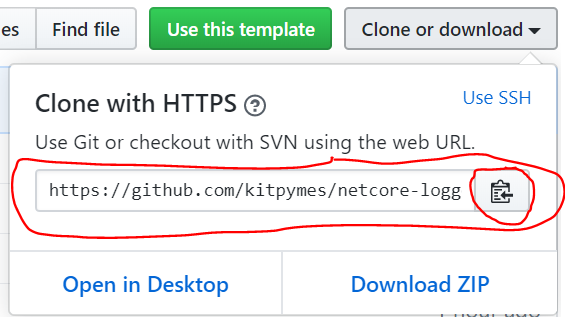 es Find file Use this template Clone or download
Clone with HTTPS ?
Use SSH
Use Git or checkout with SVN using the web URL.
https://github.com/kitpymes/netcore-logg
Open in Desktop Download ZIP